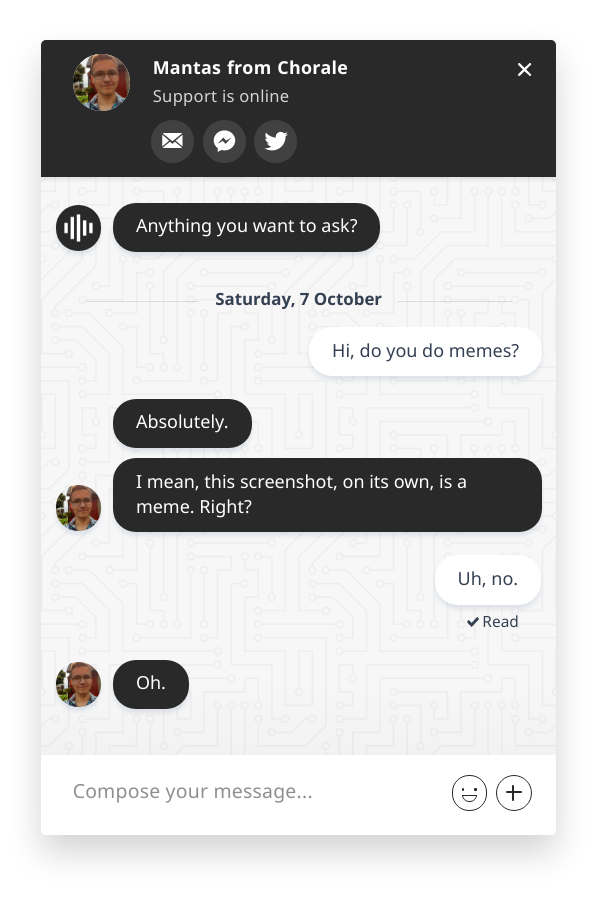 Mantas from Chorale
Support is online
Anything you want to ask?
Saturday, 7 October
Hi, do you do memes?
Absolutely.
I mean, this screenshot, on its own, is a
meme. Right?
Uh, no.
Read
Oh.
Compose your message...